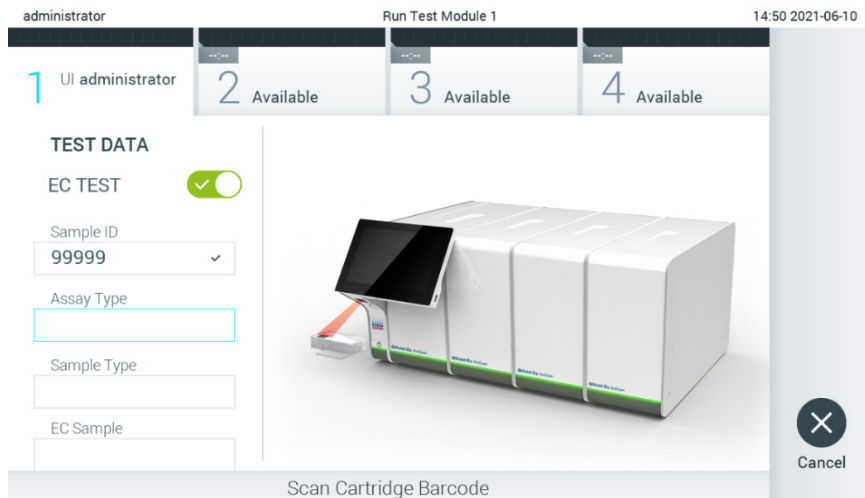 administrator Run Test Module 1 14:50 2021-06-10
--:-- --:-- --:--
1 UI administrator 2 Available 3 Available 4 Available
TEST DATA
EC TEST
Sample ID
99999
Assay Type
Sample Type
EC Sample
Cancel
Scan Cartridge Barcode